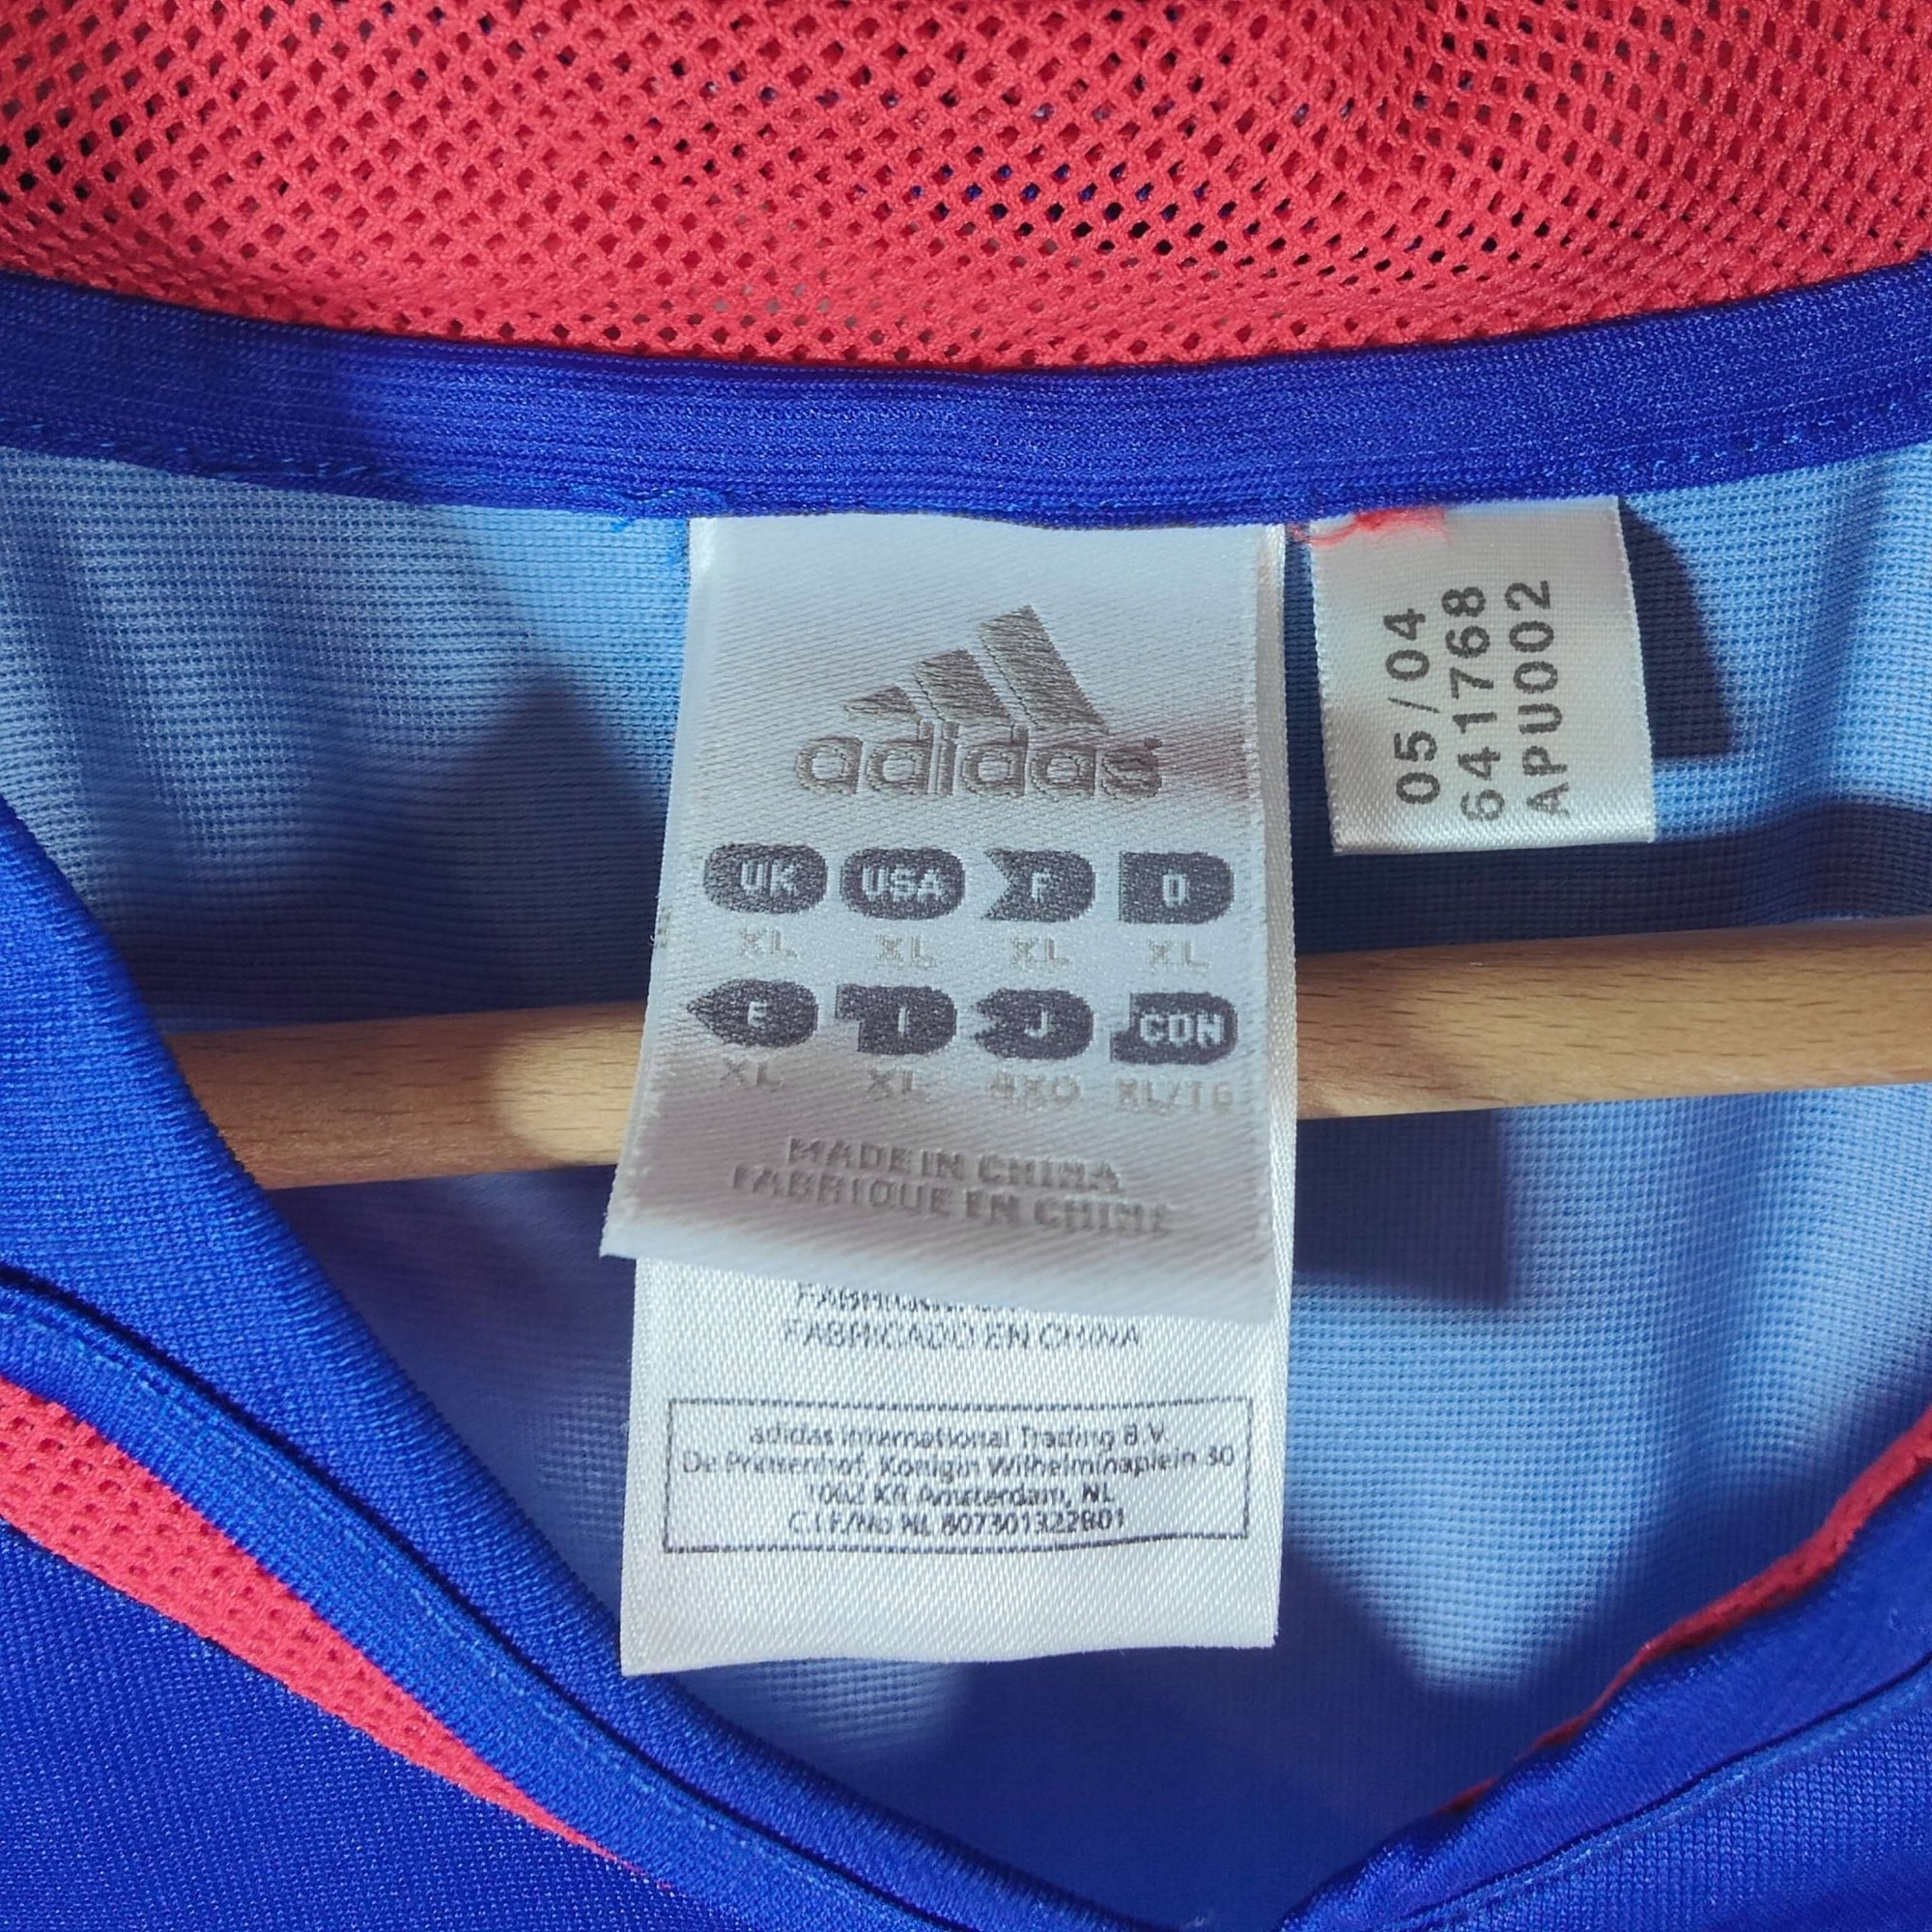 adidas
UK USA F D
XL XL XL XL
E I J CDN
XL XL XL/TG
MADE IN CHINA
FABRIQUE EN CHINE
FABRICADO EN CHINA
adidas International Trading B.V.
De Prinsenhof, Konigin Wilhelminaplein 30
1062 KR Amsterdam, NL
C.I.F./No NL 807301322B01
05/04
641768
APU002